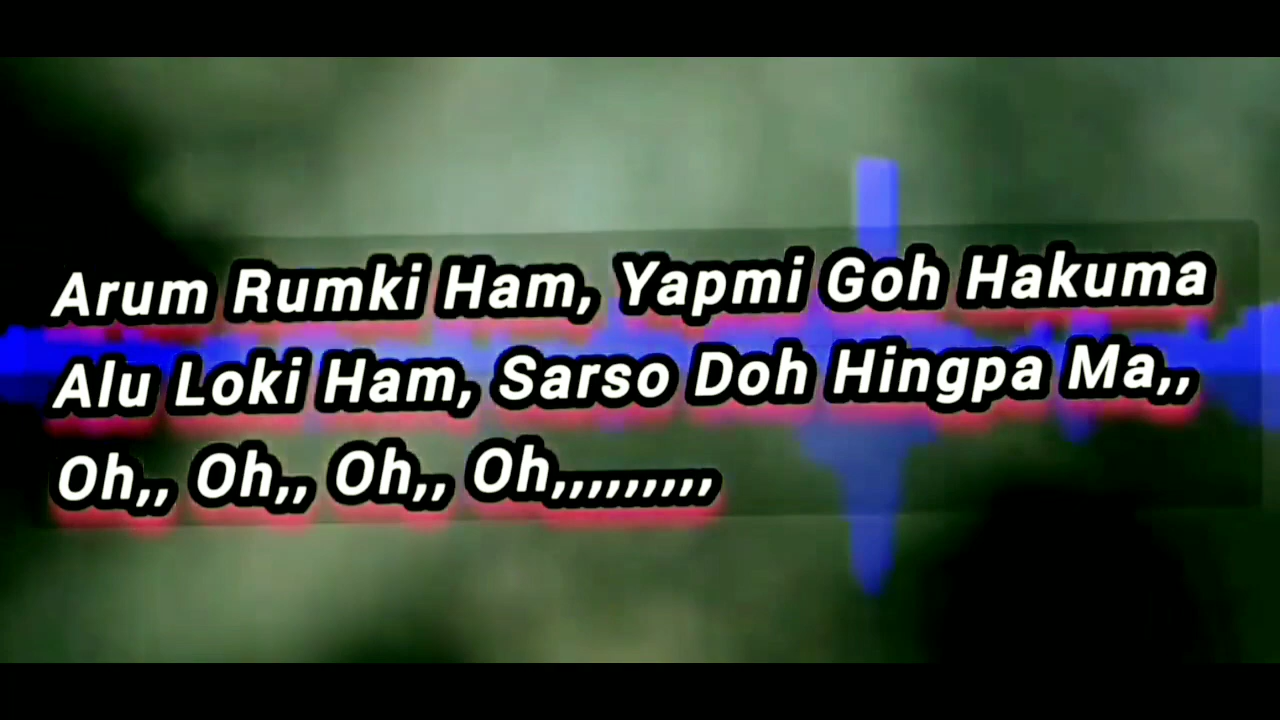 Arum Rumki Ham, Yapmi Goh Hakuma
Alu Loki Ham, Sarso Doh Hingpa Ma,,
Oh,, Oh,, Oh,, Oh,,,,,,,,,